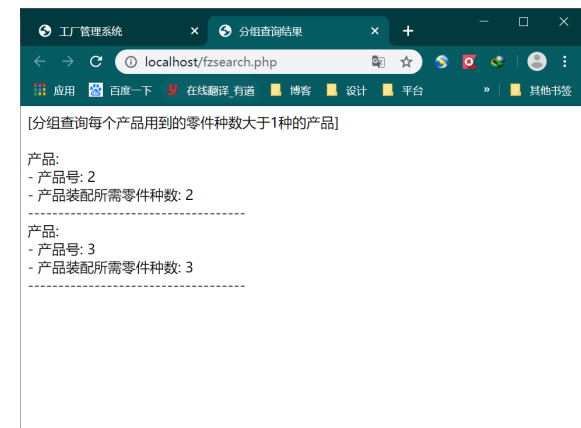 工厂管理系统
分组查询结果
localhost/fzsearch.php
应用 百度一下 在线翻译_有道 博客 设计 平台 » 其他书签
[分组查询每个产品用到的零件种数大于1种的产品]
产品:
- 产品号: 2
- 产品装配所需零件种数: 2
------------------------------------
产品:
- 产品号: 3
- 产品装配所需零件种数: 3
------------------------------------